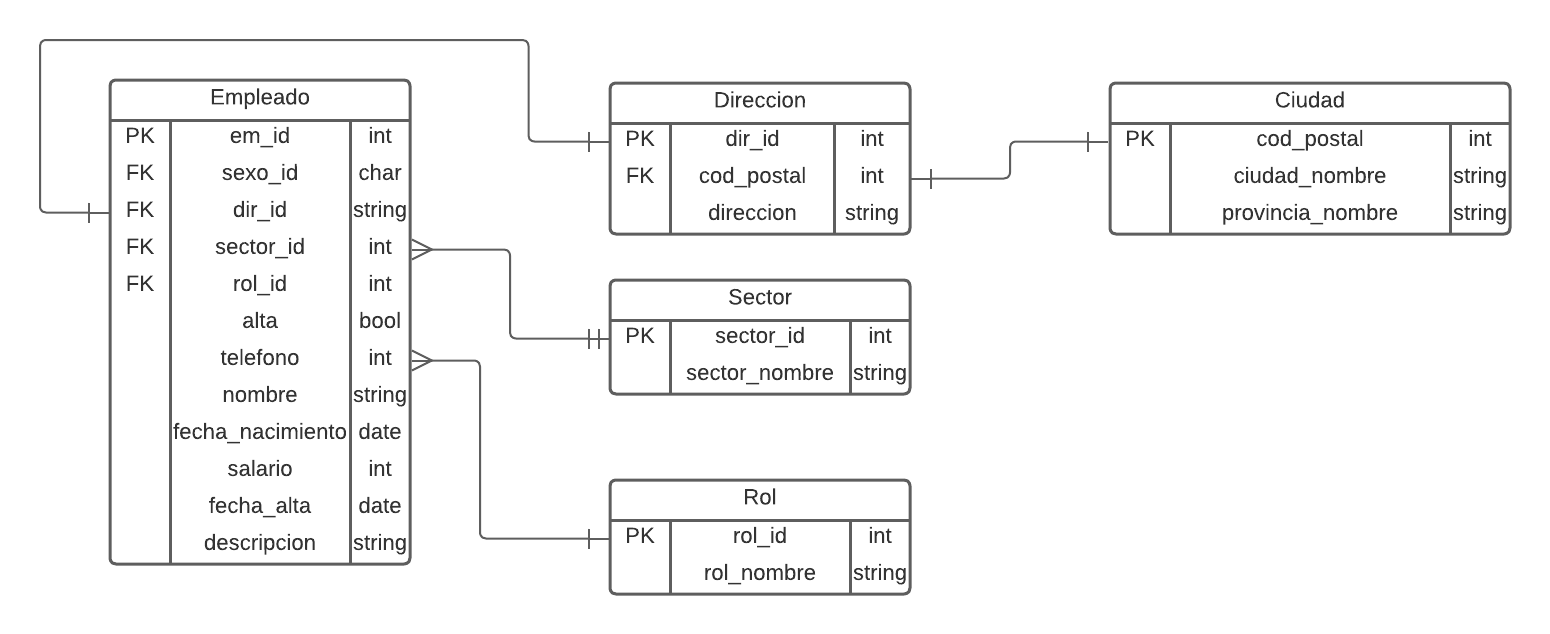 Empleado
PK em_id int
FK sexo_id char
FK dir_id string
FK sector_id int
FK rol_id int
alta bool
telefono int
nombre string
fecha_nacimiento date
salario int
fecha_alta date
descripcion string
Direccion
PK dir_id int
FK cod_postal int
direccion string
Ciudad
PK cod_postal int
ciudad_nombre string
provincia_nombre string
Sector
PK sector_id int
sector_nombre string
Rol
PK rol_id int
rol_nombre string